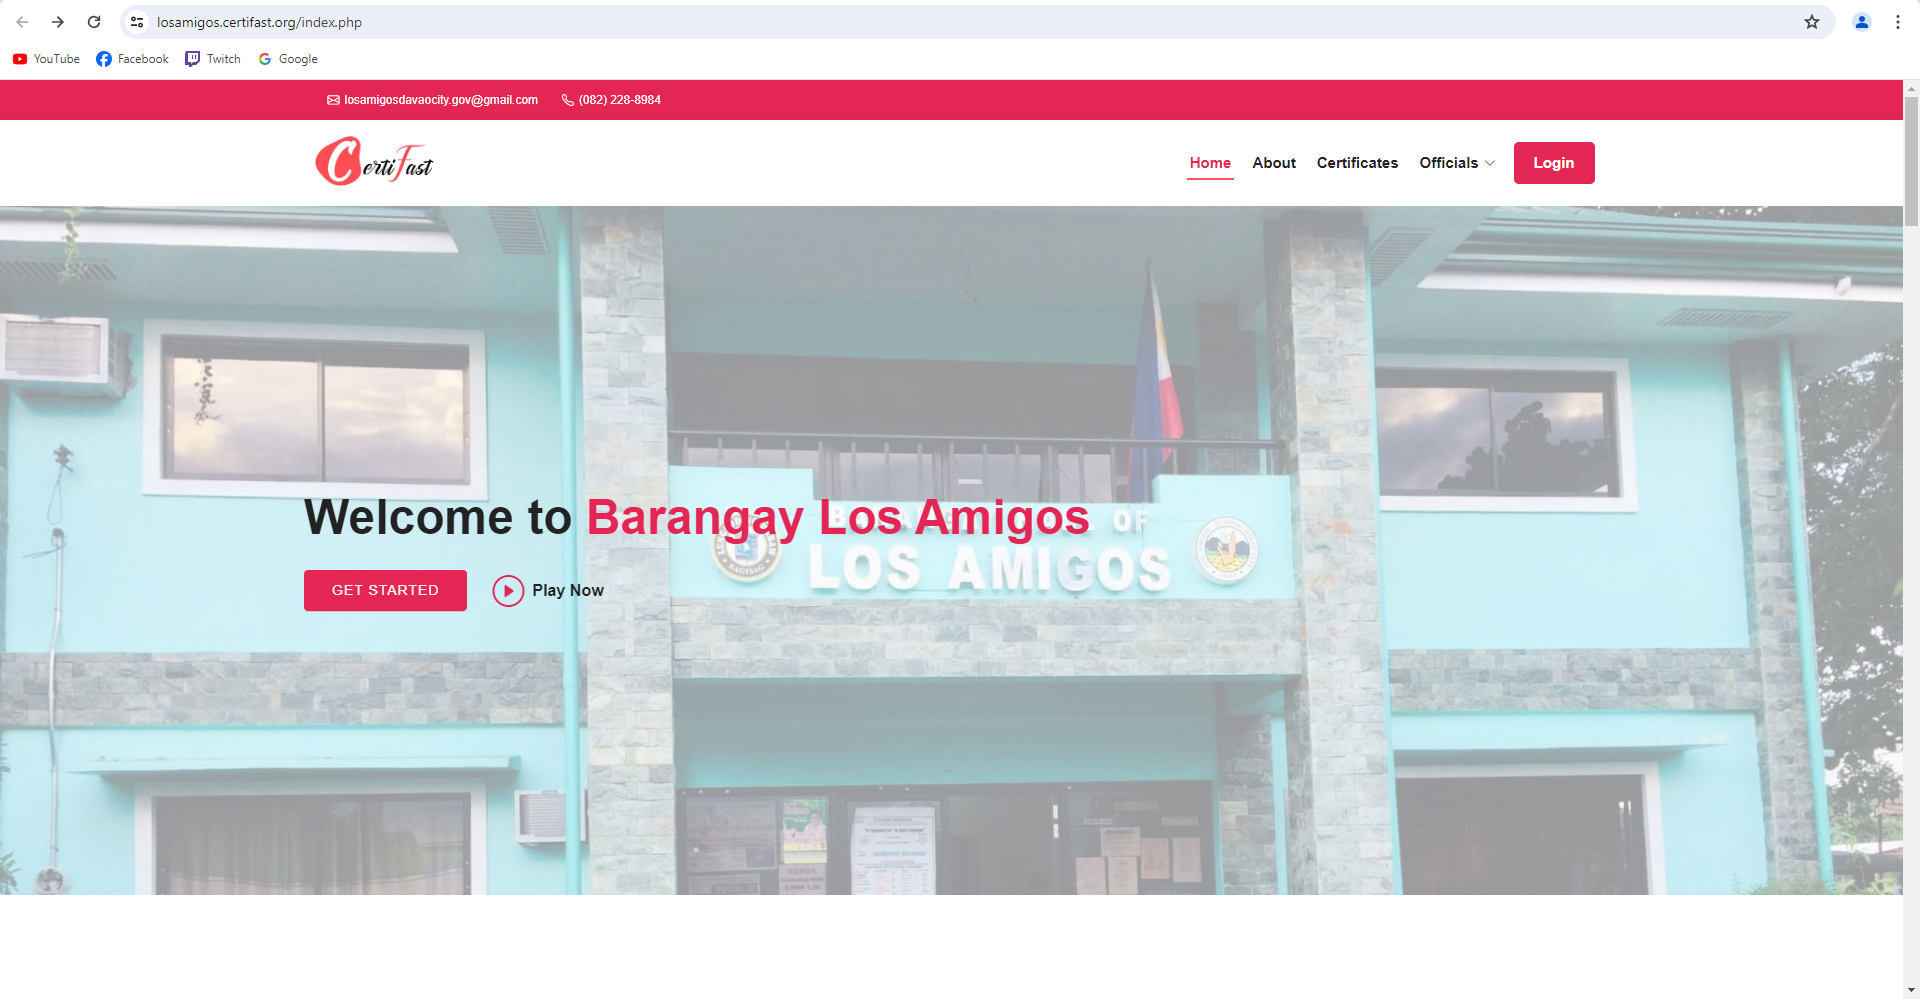 losamigos.certifast.org/index.php
YouTube Facebook Twitch Google
losamigosdavaocity.gov@gmail.com (082) 228-8984
CertiFast
Home About Certificates Officials Login
Welcome to Barangay Los Amigos
OF
LOS AMIGOS
GET STARTED Play Now